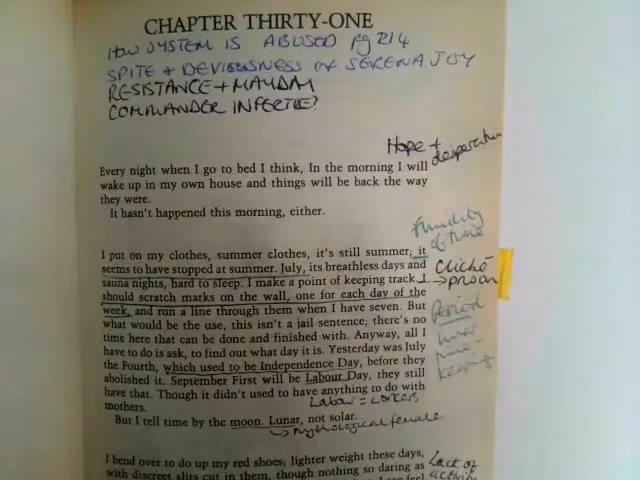 CHAPTER THIRTY-ONE
HOW SYSTEM IS ABUSED pg 214
SPITE & DEVIOUSNESS OF SERENA JOY
RESISTANCE + MAYDAY
COMMANDER INFERTILE?
Hope +
desperation
Every night when I go to bed I think, In the morning I will
wake up in my own house and things will be back the way
they were.
It hasn't happened this morning, either.
Fluidity
of time
I put on my clothes, summer clothes, it's still summer; it
seems to have stopped at summer. July, its breathless days and
sauna nights, hard to sleep. I make a point of keeping track. I
should scratch marks on the wall, one for each day of the
week, and run a line through them when I have seven. But
what would be the use, this isn't a jail sentence; there's no
time here that can be done and finished with. Anyway, all I
have to do is ask, to find out what day it is. Yesterday was July
the Fourth, which used to be Independence Day, before they
abolished it. September First will be Labour Day, they still
have that. Though it didn't used to have anything to do with
mothers.
Cliché
→ prison
Period
time
keeping
Labour = workers
But I tell time by the moon. Lunar, not solar.
→ mythological female
I bend over to do up my red shoes; lighter weight these days,
with discreet slits cut in them, though nothing so daring as
Lack of
activity